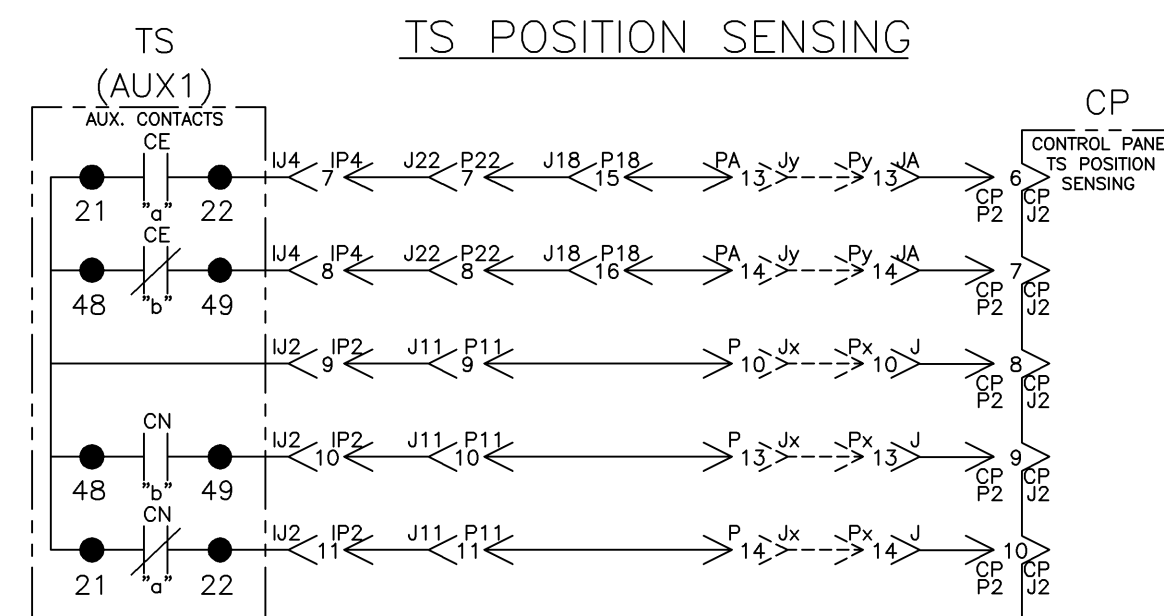 TS POSITION SENSING
TS
(AUX1)
AUX. CONTACTS
CP
CONTROL PANE
TS POSITION
SENSING
CE
IJ4 IP4 J22 P22 J18 P18 PA Jy Py JA
7 7 15 13 13 6
21 "a" 22
CP CP
P2 J2
CE
IJ4 IP4 J22 P22 J18 P18 PA Jy Py JA
8 8 16 14 14 7
48 "b" 49
CP CP
P2 J2
IJ2 IP2 J11 P11 P Jx Px J
9 9 10 10 8
CP CP
P2 J2
CN
IJ2 IP2 J11 P11 P Jx Px J
10 10 13 13 9
48 "b" 49
CP CP
P2 J2
CN
IJ2 IP2 J11 P11 P Jx Px J
11 11 14 14 10
21 "a" 22
CP CP
P2 J2